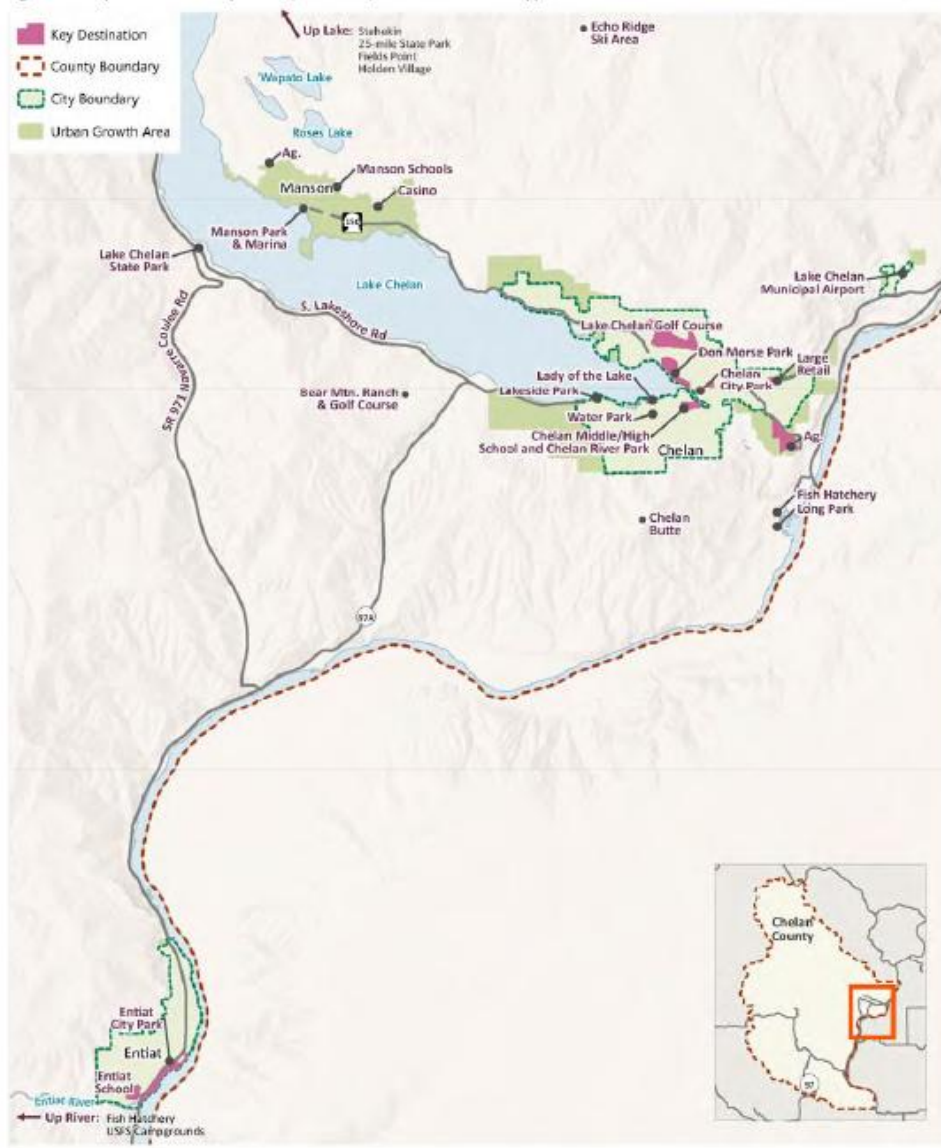 Key Destination
County Boundary
City Boundary
Urban Growth Area
Up Lake: Stehekin
25-mile State Park
Fields Point
Holden Village
Echo Ridge
Ski Area
Wapato Lake
Roses Lake
Ag.
Manson Schools
Manson
Casino
150
Manson Park
& Marina
Lake Chelan
State Park
Lake Chelan
S. Lakeshore Rd
SR 971 Navarre Coulee Rd
Lake Chelan
Municipal Airport
Lake Chelan Golf Course
Don Morse Park
Lady of the Lake
Chelan
City Park
Large
Retail
Lakeside Park
Bear Mtn. Ranch
& Golf Course
Water Park
Chelan Middle/High
School and Chelan River Park
Chelan
Ag.
Fish Hatchery
Long Park
Chelan
Butte
97A
Chelan
County
97
Entiat
City Park
Entiat
Entiat
School
Entiat River
Up River: Fish Hatchery
USFS Campgrounds